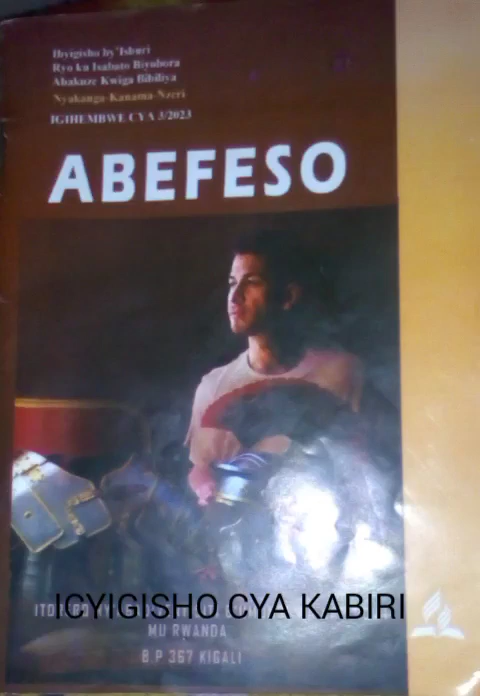 Ibyigisho by'Ishuri
Ryo ku Isabato Biyobora
Abakuze Kwiga Bibiliya
Nyakanga-Kanama-Nzeri
IGIHEMBWE CYA 3/2023
ABEFESO
ICYIGISHO CYA KABIRI
MU RWANDA
B.P 367 KIGALI